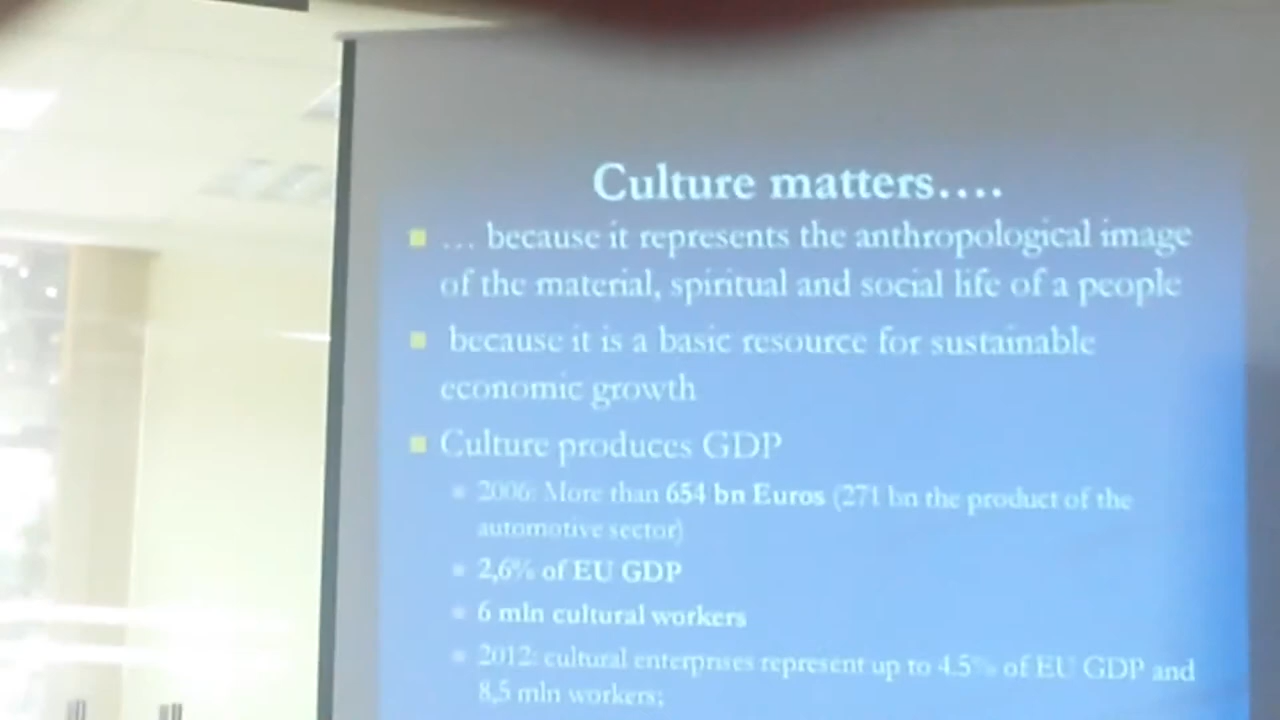 Culture matters....
... because it represents the anthropological image
of the material, spiritual and social life of a people
because it is a basic resource for sustainable
economic growth
Culture produces GDP
2006: More than 654 bn Euros (271 bn the product of the
automotive sector)
2,6% of EU GDP
6 mln cultural workers
2012: cultural enterprises represent up to 4.5% of EU GDP and
8,5 mln workers;